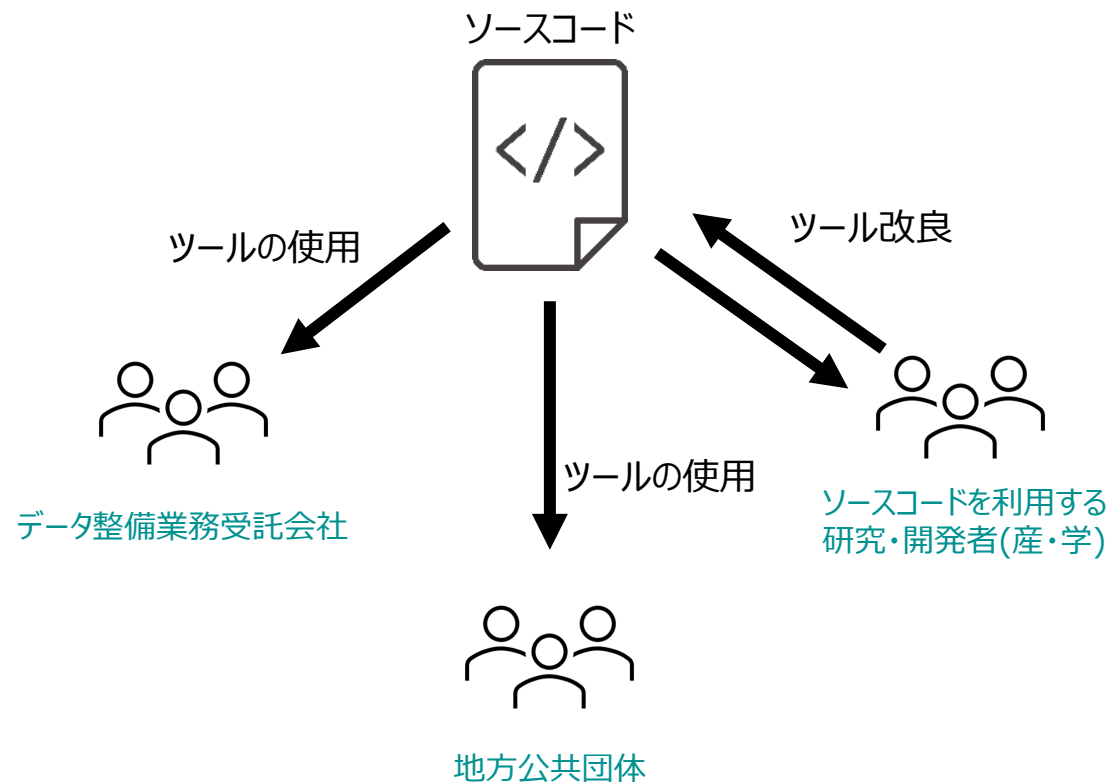 ソースコード
</>
ツール改良
ツールの使用
ツールの使用
データ整備業務受託会社
ソースコードを利用する
研究・開発者(産・学)
地方公共団体